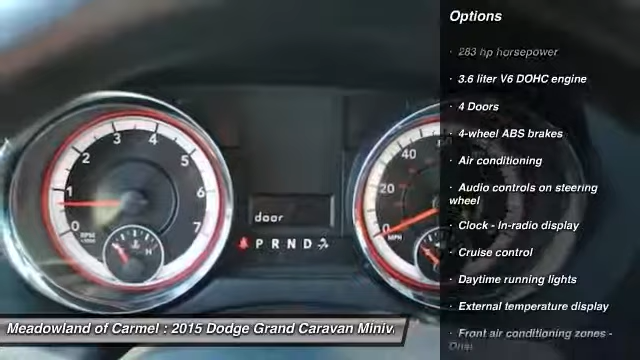 Options
· 283 hp horsepower
· 3.6 liter V6 DOHC engine
· 4 Doors
· 4-wheel ABS brakes
· Air conditioning
· Audio controls on steering
wheel
· Clock - In-radio display
· Cruise control
· Daytime running lights
· External temperature display
· Front air conditioning zones -
One
0 1 2 3 4 5 6 7
RPM
H
door
P R N D
0 20 40
MPH
Meadowland of Carmel : 2015 Dodge Grand Caravan Miniv